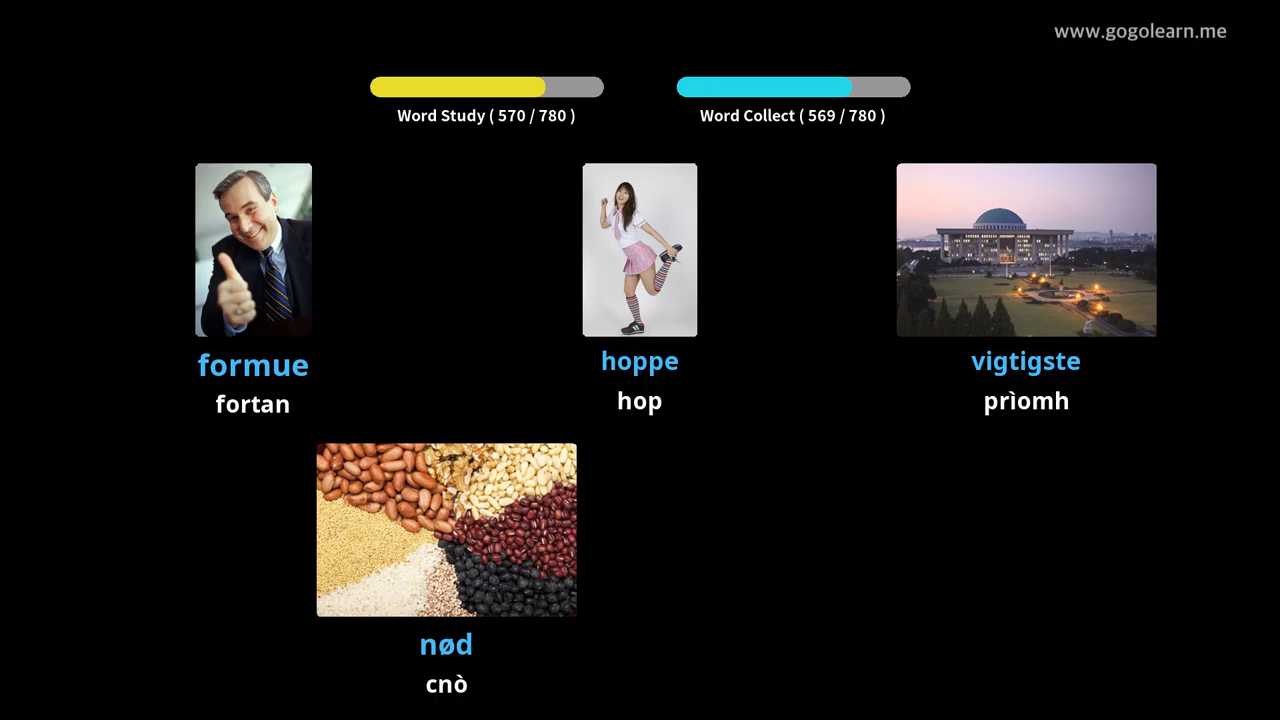 www.gogolearn.me
Word Study ( 570 / 780 )
Word Collect ( 569 / 780 )
formue
fortan
hoppe
hop
vigtigste
prìomh
nød
cnò